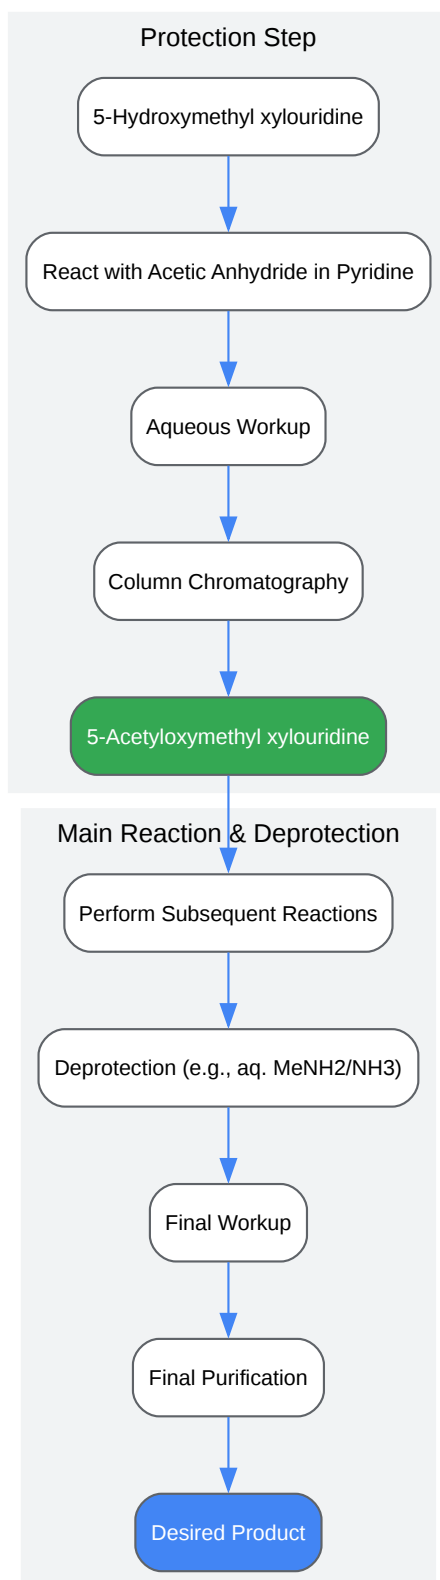 Protection Step
5-Hydroxymethyl xylouridine
React with Acetic Anhydride in Pyridine
Aqueous Workup
Column Chromatography
5-Acetyloxymethyl xylouridine
Main Reaction & Deprotection
Perform Subsequent Reactions
Deprotection (e.g., aq. MeNH2/NH3)
Final Workup
Final Purification
Desired Product